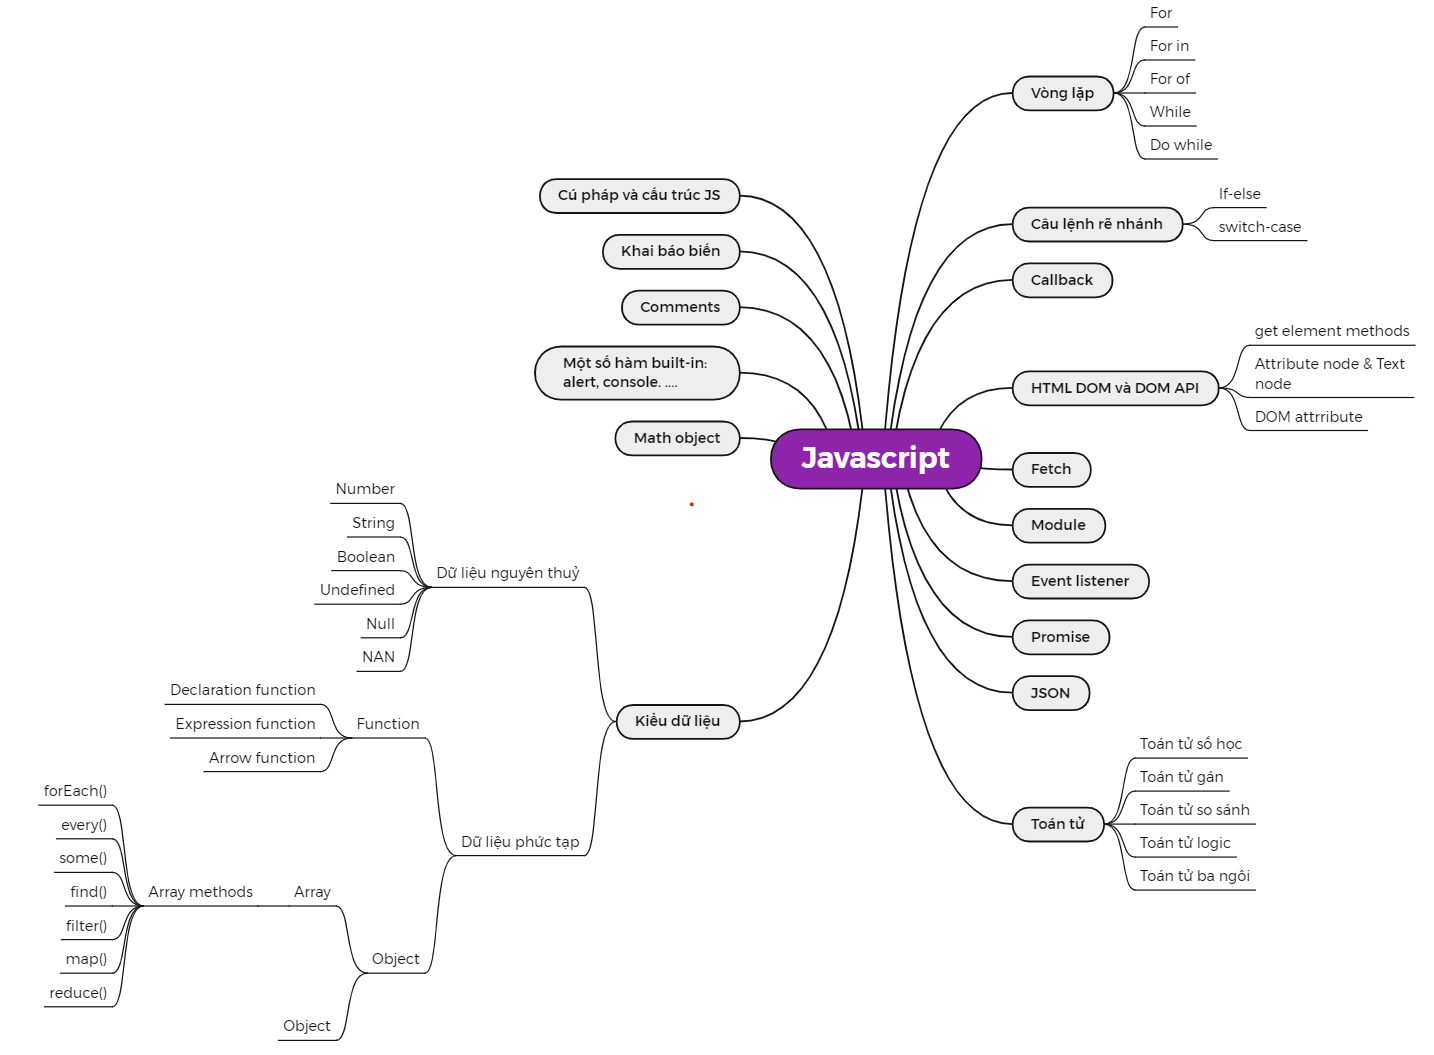 Javascript
Cú pháp và cấu trúc JS
Khai báo biến
Comments
Một số hàm built-in:
alert, console. ....
Math object
Kiểu dữ liệu
Dữ liệu nguyên thuỷ
Number
String
Boolean
Undefined
Null
NAN
Dữ liệu phức tạp
Function
Declaration function
Expression function
Arrow function
Object
Array
Array methods
forEach()
every()
some()
find()
filter()
map()
reduce()
Object
Vòng lặp
For
For in
For of
While
Do while
Câu lệnh rẽ nhánh
If-else
switch-case
Callback
HTML DOM và DOM API
get element methods
Attribute node & Text
node
DOM attrribute
Fetch
Module
Event listener
Promise
JSON
Toán tử
Toán tử số học
Toán tử gán
Toán tử so sánh
Toán tử logic
Toán tử ba ngôi